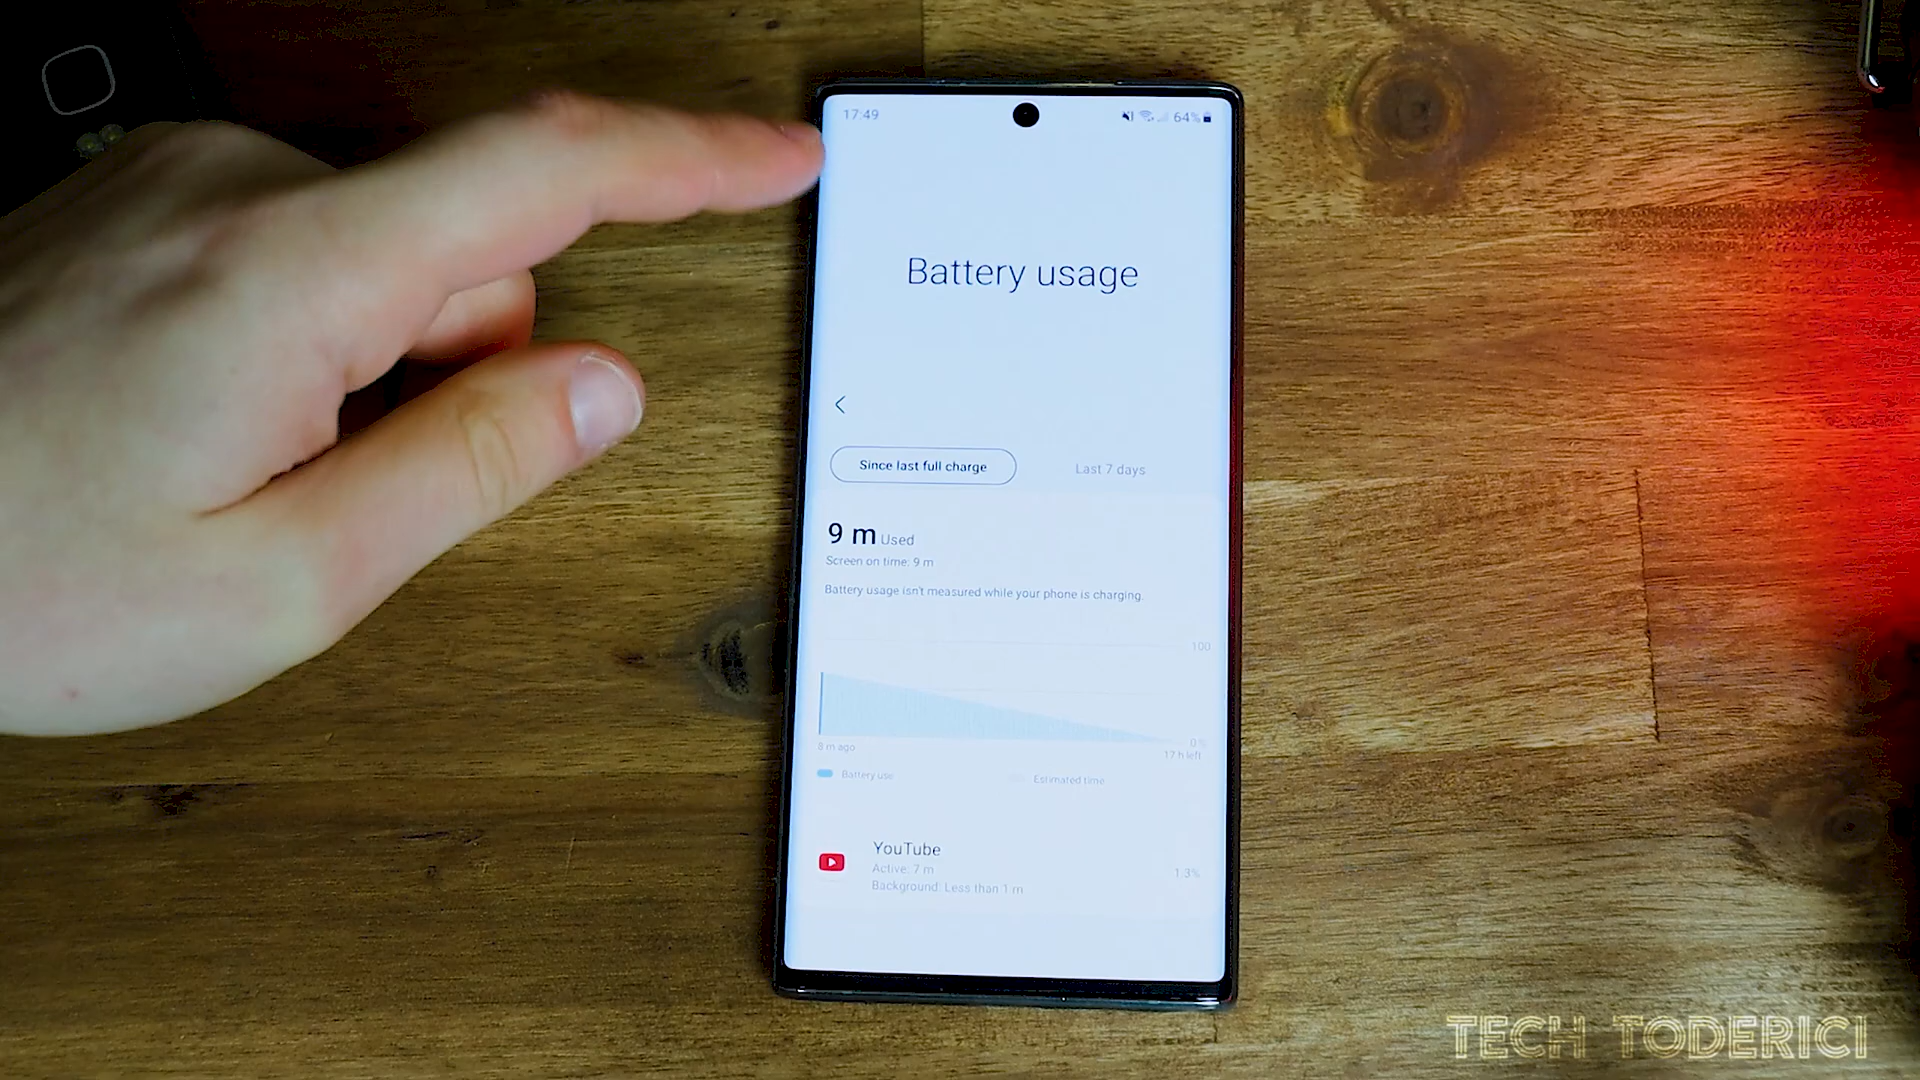 17:49
64%
Battery usage
Since last full charge
Last 7 days
9 m Used
Screen on time: 9 m
Battery usage isn't measured while your phone is charging.
100
0%
8 m ago
17 h left
Battery use
Estimated time
YouTube
Active: 7 m
1.3%
Background: Less than 1 m
TECH TODERICI